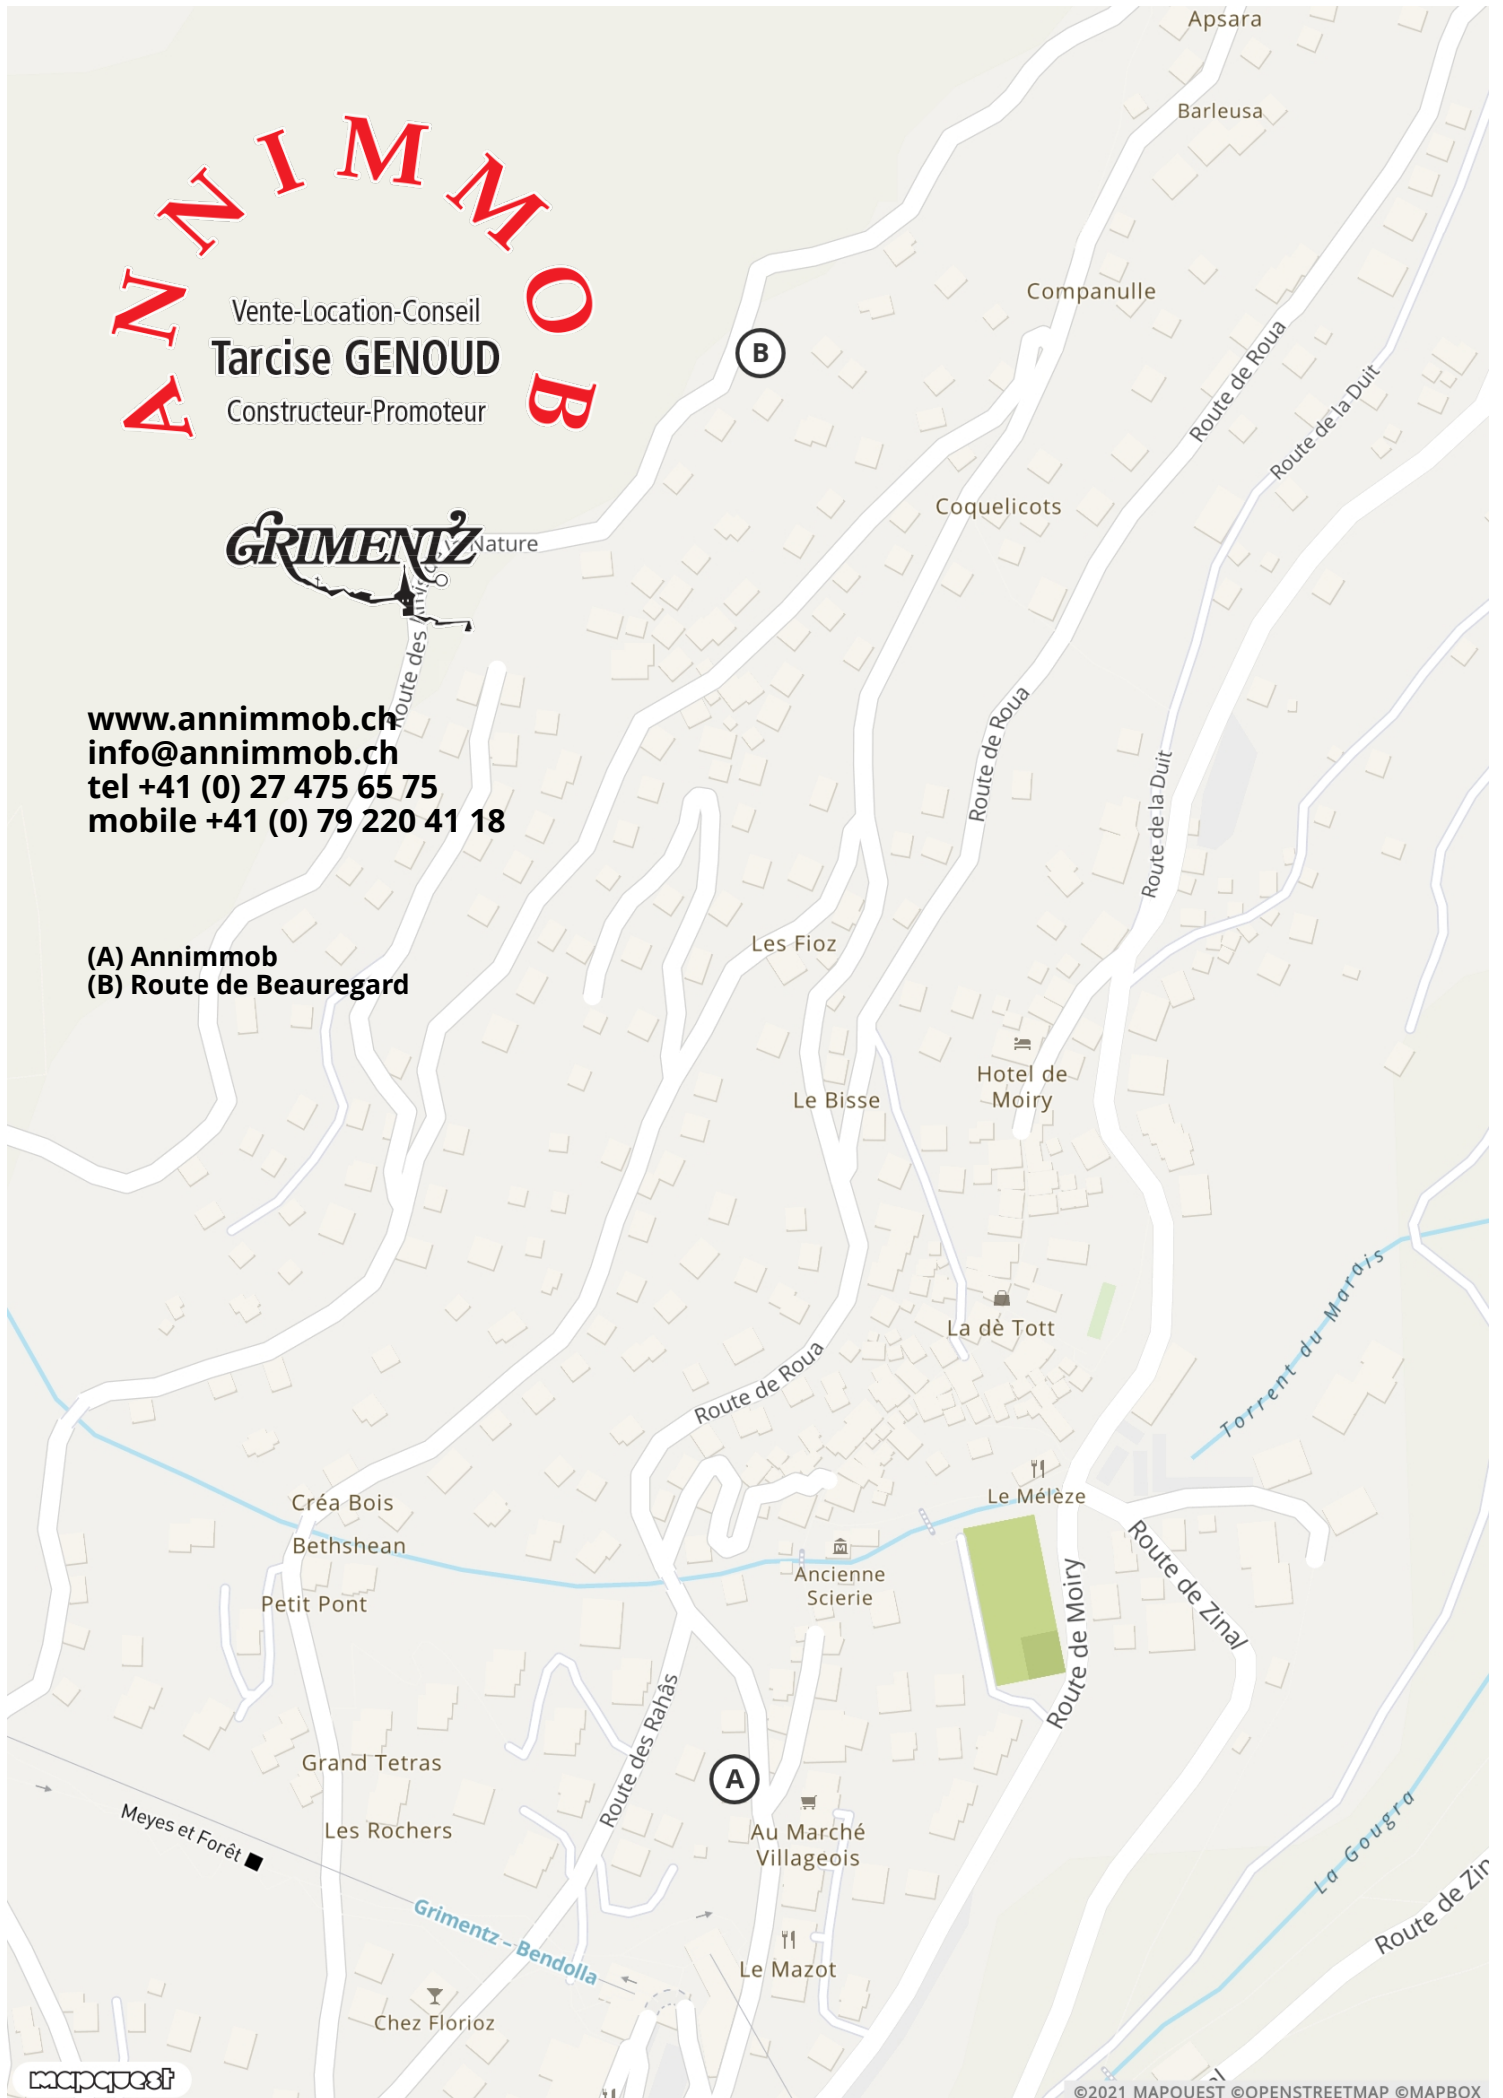 Apsara
Barleusa
ANNIMMOB
Vente-Location-Conseil
Tarcise GENOUD
Constructeur-Promoteur
Companulle
B
Route de Roua
Route de la Duit
Coquelicots
GRIMENTZ
Nature
Route des
www.annimmob.ch
info@annimmob.ch
tel +41 (0) 27 475 65 75
mobile +41 (0) 79 220 41 18
Route de Roua
Route de la Duit
(A) Annimmob
(B) Route de Beauregard
Les Fioz
Hotel de
Moiry
Le Bisse
La dè Tott
Torrent du Marais
Route de Roua
Le Mélèze
Créa Bois
Bethshean
Petit Pont
M
Ancienne
Scierie
Route de Moiry
Route de Zinal
Route des Rahâs
Grand Tetras
A
Meyes et Forêt
Les Rochers
Au Marché
Villageois
La Gougra
Grimentz – Bendolla
Route de Zin
Le Mazot
Chez Florioz
mapquest
©2021 MAPQUEST ©OPENSTREETMAP ©MAPBOX